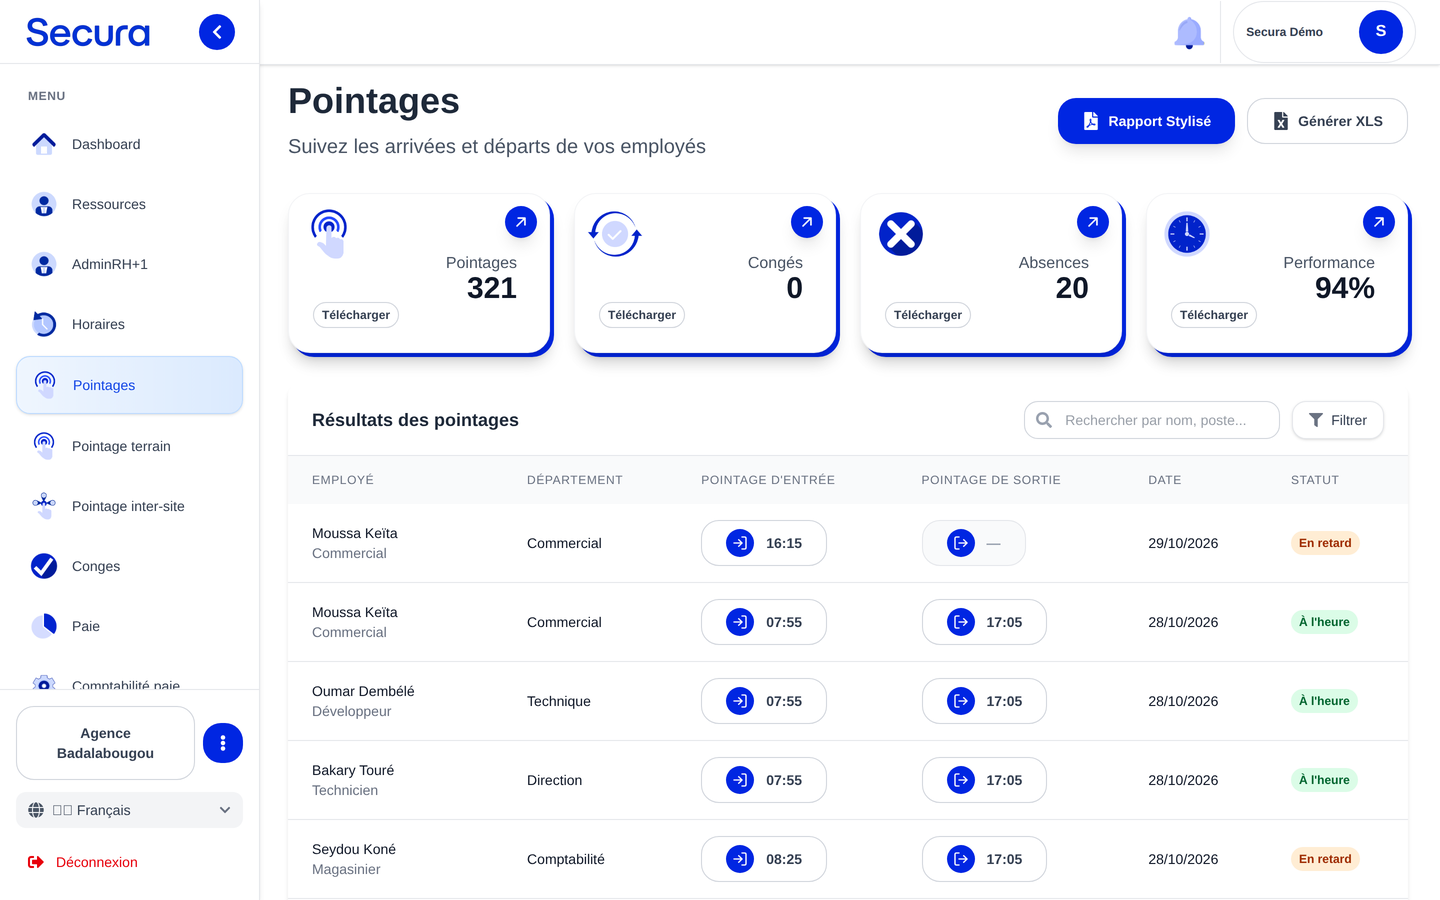 Secura
Secura Démo
S
MENU
Dashboard
Ressources
AdminRH+1
Horaires
Pointages
Pointage terrain
Pointage inter-site
Conges
Paie
Comptabilité paie
Agence
Badalabougou
Français
Déconnexion
Pointages
Suivez les arrivées et départs de vos employés
Rapport Stylisé
Générer XLS
Pointages
321
Télécharger
Congés
0
Télécharger
Absences
20
Télécharger
Performance
94%
Télécharger
Résultats des pointages
Rechercher par nom, poste...
Filtrer
EMPLOYÉ DÉPARTEMENT POINTAGE D'ENTRÉE POINTAGE DE SORTIE DATE STATUT
Moussa Keïta
Commercial
Commercial 16:15 — 29/10/2026 En retard
Moussa Keïta
Commercial
Commercial 07:55 17:05 28/10/2026 À l'heure
Oumar Dembélé
Développeur
Technique 07:55 17:05 28/10/2026 À l'heure
Bakary Touré
Technicien
Direction 07:55 17:05 28/10/2026 À l'heure
Seydou Koné
Magasinier
Comptabilité 08:25 17:05 28/10/2026 En retard